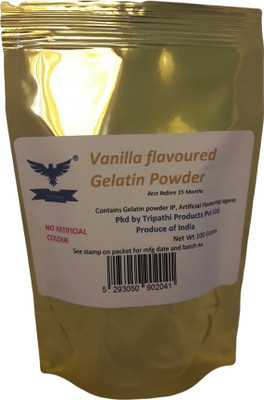 Vanilla flavoured
Gelatin Powder
Best Before 15 Months
Contains Gelatin powder IP, Artificial Flavouring
Pkd by Tripathi Products Pvt Ltd
NO ARTIFICIAL
COLOUR
Produce of India
Net Wt 100 Grams
See stamp on packet for mfg date and batch no
5 293050 902041